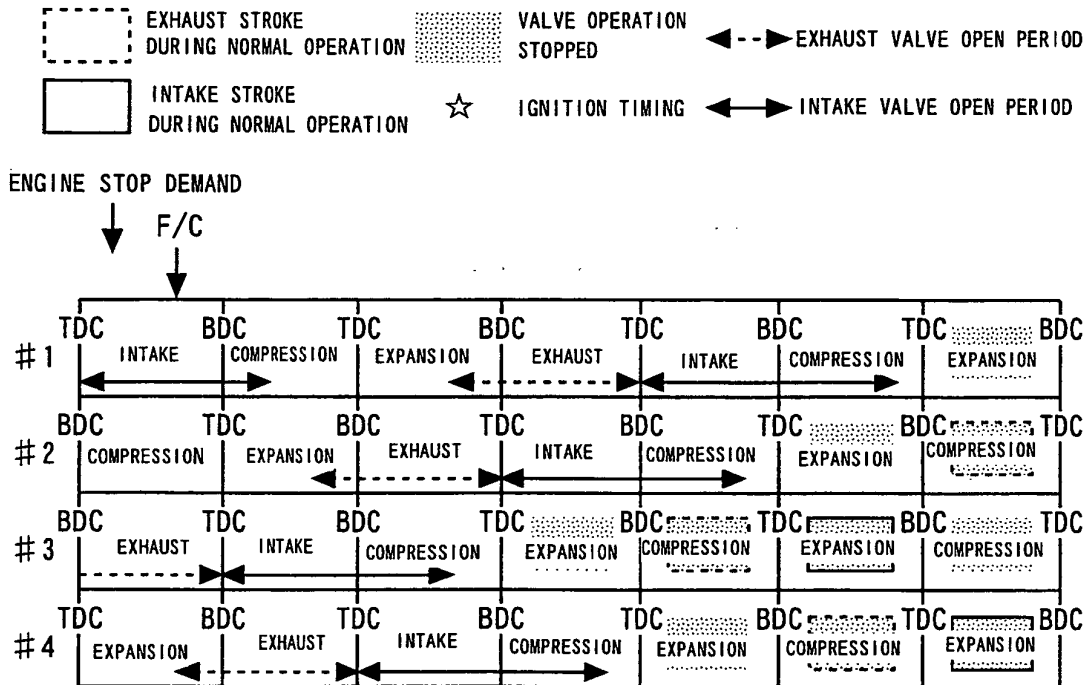 EXHAUST STROKE
DURING NORMAL OPERATION
VALVE OPERATION
STOPPED
EXHAUST VALVE OPEN PERIOD
INTAKE STROKE
DURING NORMAL OPERATION
☆ IGNITION TIMING
INTAKE VALVE OPEN PERIOD
ENGINE STOP DEMAND
F/C
TDC BDC TDC BDC TDC TDC BDC
#1 INTAKE COMPRESSION EXPANSION EXHAUST INTAKE COMPRESSION EXPANSION
BDC TDC BDC TDC BDC TDC BDC TDC
#2 COMPRESSION EXPANSION EXHAUST INTAKE COMPRESSION EXPANSION COMPRESSION
BDC TDC BDC TDC BDC TDC BDC TDC
#3 EXHAUST INTAKE COMPRESSION EXPANSION COMPRESSION EXPANSION COMPRESSION
TDC BDC TDC BDC TDC BDC TDC BDC
#4 EXPANSION EXHAUST INTAKE COMPRESSION EXPANSION COMPRESSION EXPANSION